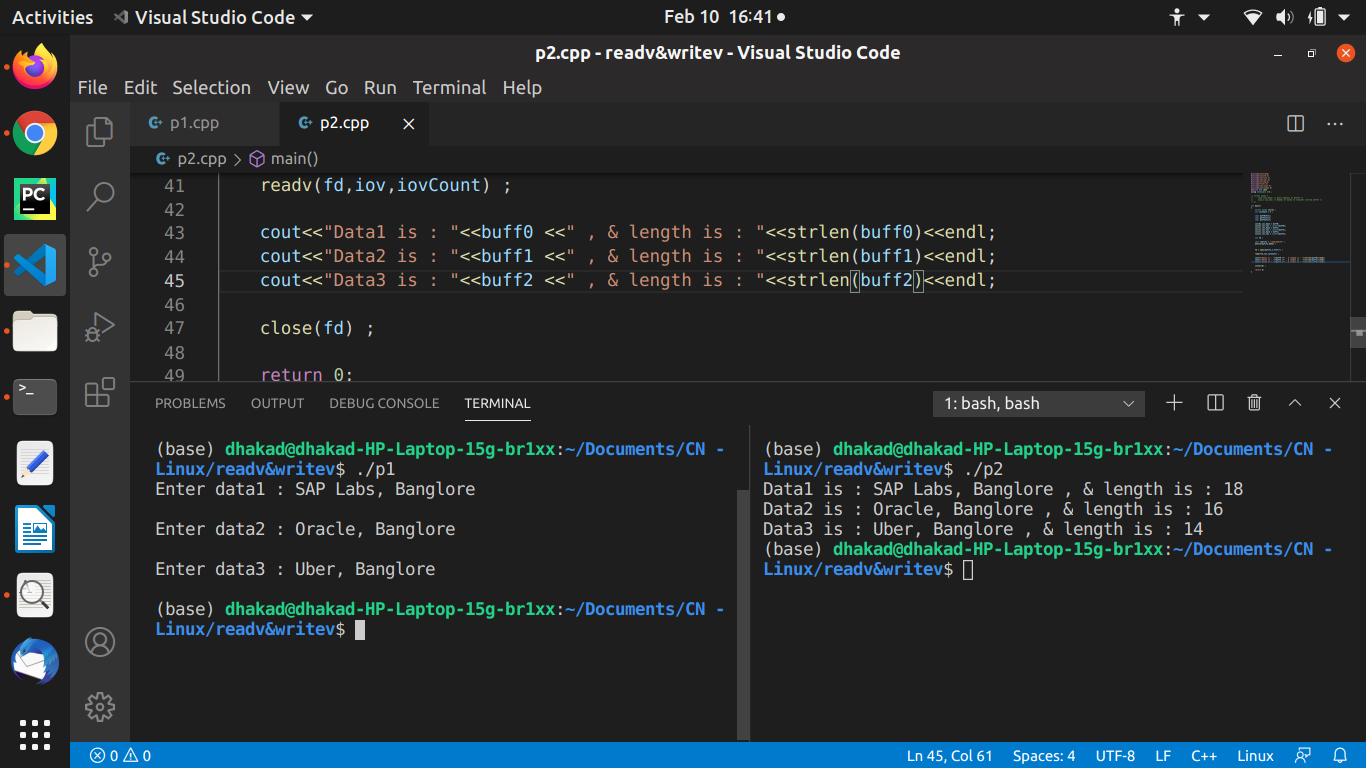 Activities Visual Studio Code Feb 10 16:41
p2.cpp - readv&writev - Visual Studio Code
File Edit Selection View Go Run Terminal Help
p1.cpp p2.cpp
p2.cpp > main()
41 readv(fd,iov,iovCount) ;
42
43 cout<<"Data1 is : "<<buff0 <<" , & length is : "<<strlen(buff0)<<endl;
44 cout<<"Data2 is : "<<buff1 <<" , & length is : "<<strlen(buff1)<<endl;
45 cout<<"Data3 is : "<<buff2 <<" , & length is : "<<strlen(buff2)<<endl;
46
47 close(fd) ;
48
49 return 0;
PROBLEMS OUTPUT DEBUG CONSOLE TERMINAL 1: bash, bash
(base) dhakad@dhakad-HP-Laptop-15g-br1xx:~/Documents/CN -
Linux/readv&writev$ ./p1
Enter data1 : SAP Labs, Banglore
Enter data2 : Oracle, Banglore
Enter data3 : Uber, Banglore
(base) dhakad@dhakad-HP-Laptop-15g-br1xx:~/Documents/CN -
Linux/readv&writev$
(base) dhakad@dhakad-HP-Laptop-15g-br1xx:~/Documents/CN -
Linux/readv&writev$ ./p2
Data1 is : SAP Labs, Banglore , & length is : 18
Data2 is : Oracle, Banglore , & length is : 16
Data3 is : Uber, Banglore , & length is : 14
(base) dhakad@dhakad-HP-Laptop-15g-br1xx:~/Documents/CN -
Linux/readv&writev$
PC
>_
0 0 Ln 45, Col 61 Spaces: 4 UTF-8 LF C++ Linux